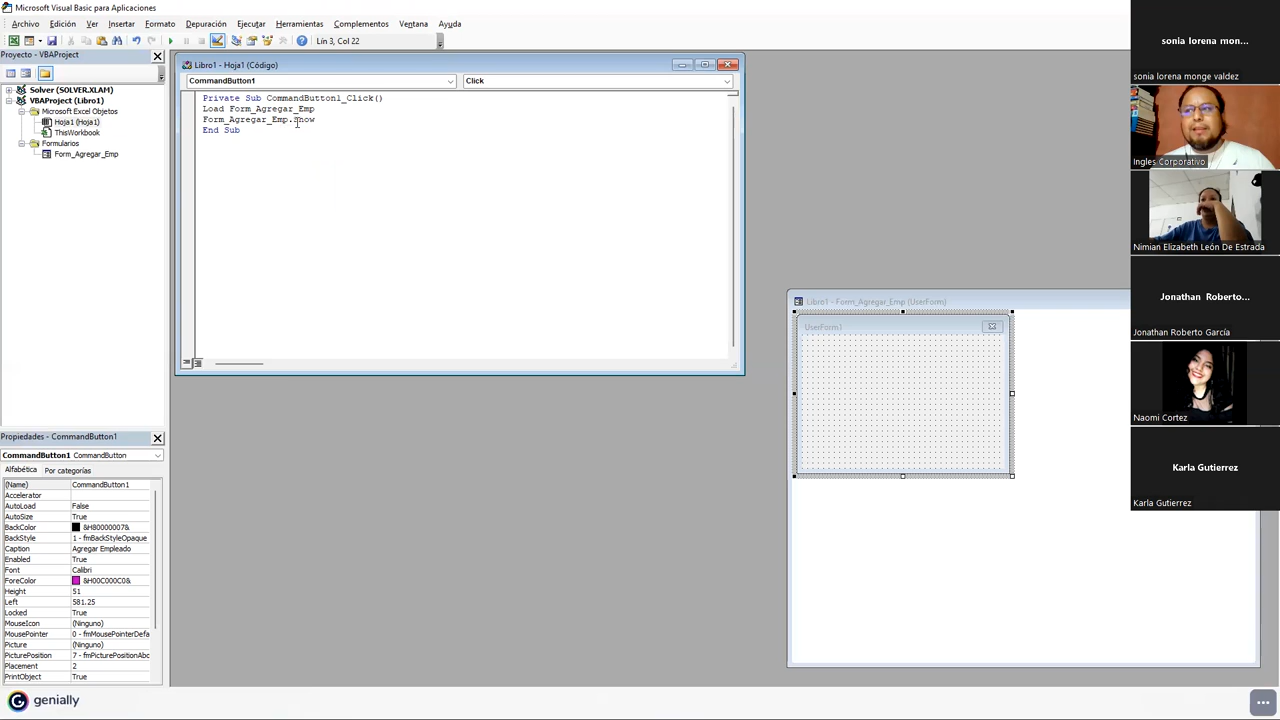 Microsoft Visual Basic para Aplicaciones
Archivo Edición Ver Insertar Formato Depuración Ejecutar Herramientas Complementos Ventana Ayuda
Lín 3, Col 22
Proyecto - VBAProject
Solver (SOLVER.XLAM)
VBAProject (Libro1)
Microsoft Excel Objetos
Hoja1 (Hoja1)
ThisWorkbook
Formularios
Form_Agregar_Emp
Propiedades - CommandButton1
CommandButton1 CommandButton
Alfabética Por categorías
(Name) CommandButton1
Accelerator
AutoLoad False
AutoSize True
BackColor &H80000007&
BackStyle 1 - fmBackStyleOpaque
Caption Agregar Empleado
Enabled True
Font Calibri
ForeColor &H00C000C0&
Height 51
Left 581.25
Locked True
MouseIcon (Ninguno)
MousePointer 0 - fmMousePointerDefa
Picture (Ninguno)
PicturePosition 7 - fmPicturePositionAbo
Placement 2
PrintObject True
Libro1 - Hoja1 (Código)
CommandButton1 Click
Private Sub CommandButton1_Click()
Load Form_Agregar_Emp
Form_Agregar_Emp.Show
End Sub
Libro1 - Form_Agregar_Emp (UserForm)
UserForm1
sonia lorena mon...
sonia lorena monge valdez
Ingles Corporativo
Nimian Elizabeth León De Estrada
Jonathan Roberto...
Jonathan Roberto García
Naomi Cortez
Karla Gutierrez
Karla Gutierrez
genially